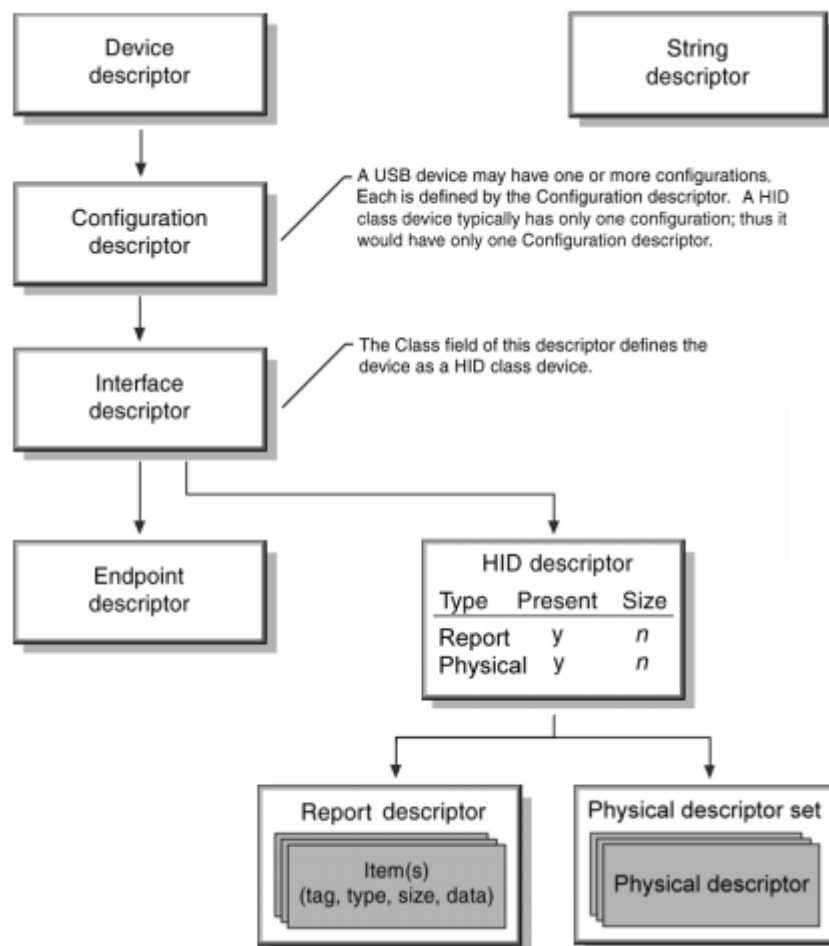 Device
descriptor
String
descriptor
A USB device may have one or more configurations.
Each is defined by the Configuration descriptor. A HID
class device typically has only one configuration; thus it
would have only one Configuration descriptor.
Configuration
descriptor
The Class field of this descriptor defines the
device as a HID class device.
Interface
descriptor
Endpoint
descriptor
HID descriptor
Type Present Size
Report y n
Physical y n
Report descriptor
Item(s)
(tag, type, size, data)
Physical descriptor set
Physical descriptor